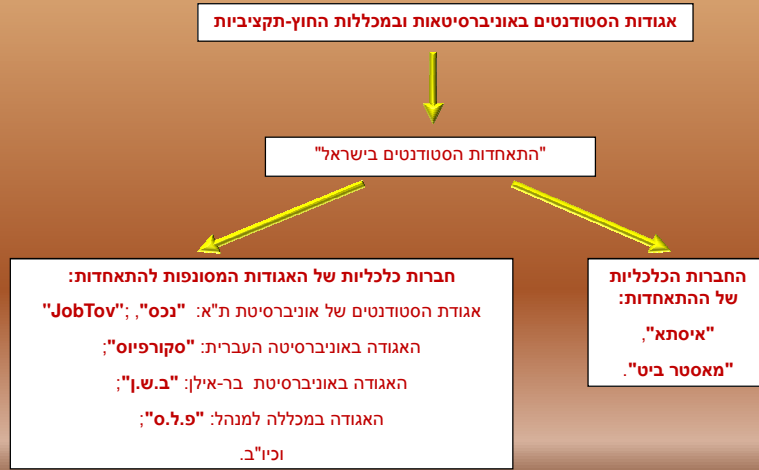 אגודות הסטודנטים באוניברסיטאות ובמכללות החוץ-תקציביות
"התאחדות הסטודנטים בישראל"
החברות הכלכליות
של ההתאחדות:
"איסתא",
"מאסטר ביט".
חברות כלכליות של האגודות המסונפות להתאחדות:
אגודת הסטודנטים של אוניברסיטת ת"א: "נכס", "JobTov";
האגודה באוניברסיטה העברית: "סקורפיוס";
האגודה באוניברסיטת בר-אילן: "ב.ש.ן";
האגודה במכללה למנהל: "פ.ל.ס";
וכיו"ב.